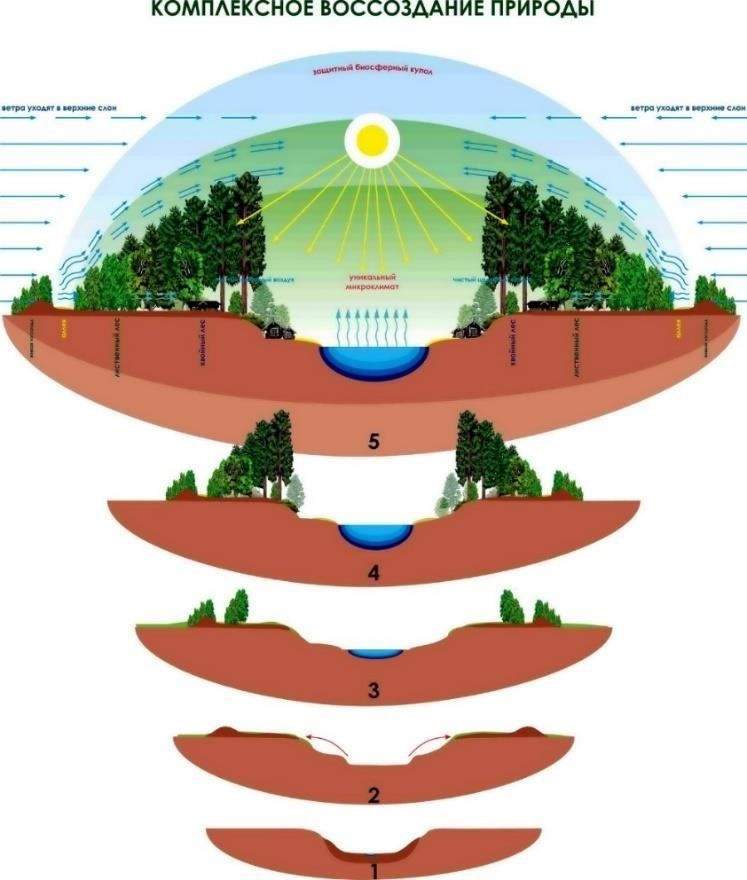 КОМПЛЕКСНОЕ ВОССОЗДАНИЕ ПРИРОДЫ
защитный биосферный купол
ветра уходят в верхние слои
ветра уходят в верхние слои
воздух
уникальный
микроклимат
чистый
лиственный лес
хвойный лес
хвойный лес
лиственный лес
5
4
3
2
1